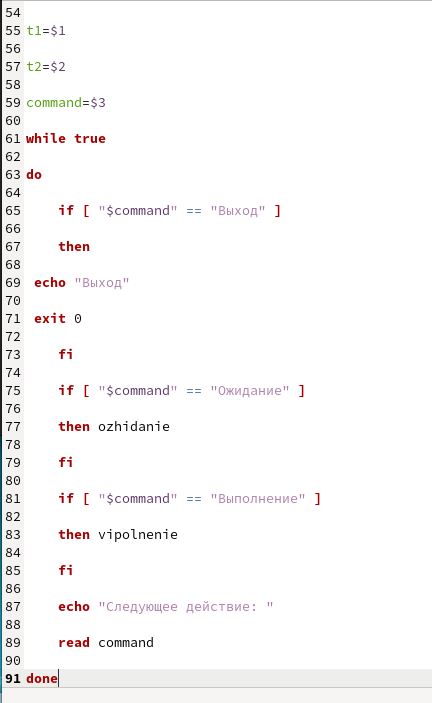 54
55 t1=$1
56
57 t2=$2
58
59 command=$3
60
61 while true
62
63 do
64
65     if [ "$command" == "Выход" ]
66
67     then
68
69  echo "Выход"
70
71  exit 0
72
73     fi
74
75     if [ "$command" == "Ожидание" ]
76
77     then ozhidanie
78
79     fi
80
81     if [ "$command" == "Выполнение" ]
82
83     then vipolnenie
84
85     fi
86
87     echo "Следующее действие: "
88
89     read command
90
91 done